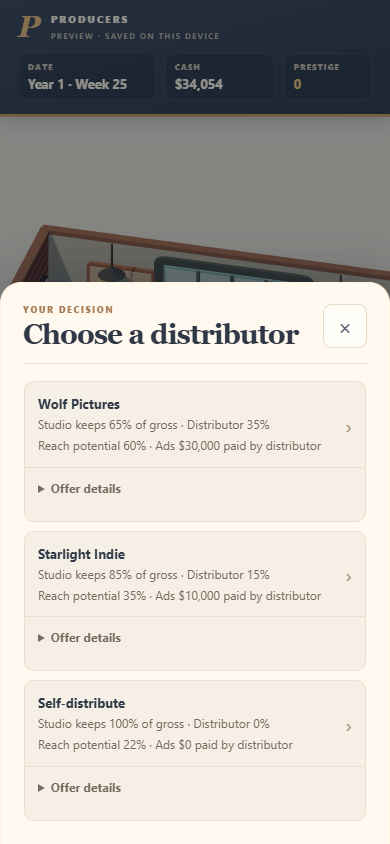 P PRODUCERS
PREVIEW · SAVED ON THIS DEVICE
DATE
Year 1 · Week 25
CASH
$34,054
PRESTIGE
0
YOUR DECISION
Choose a distributor
×
Wolf Pictures
Studio keeps 65% of gross · Distributor 35%
Reach potential 60% · Ads $30,000 paid by distributor
›
▶ Offer details
Starlight Indie
Studio keeps 85% of gross · Distributor 15%
Reach potential 35% · Ads $10,000 paid by distributor
›
▶ Offer details
Self-distribute
Studio keeps 100% of gross · Distributor 0%
Reach potential 22% · Ads $0 paid by distributor
›
▶ Offer details